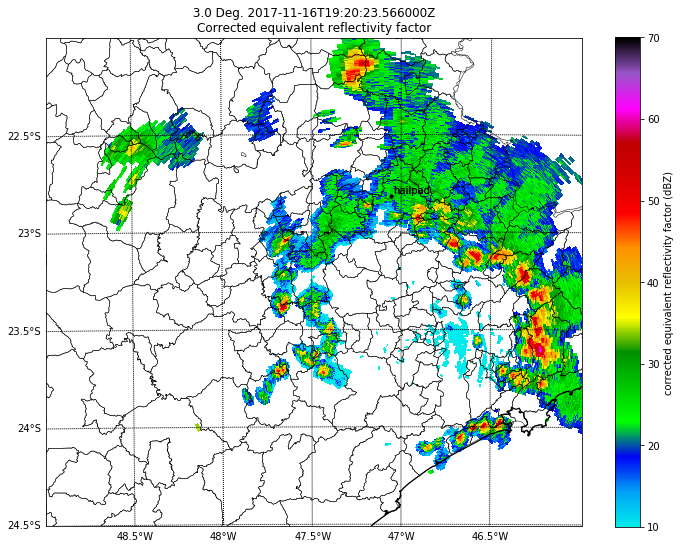 3.0 Deg. 2017-11-16T19:20:23.566000Z
Corrected equivalent reflectivity factor
70
60
50
40
30
20
10
corrected equivalent reflectivity factor (dBZ)
22.5°S
23°S
23.5°S
24°S
24.5°S
hailpad
48.5°W
48°W
47.5°W
47°W
46.5°W